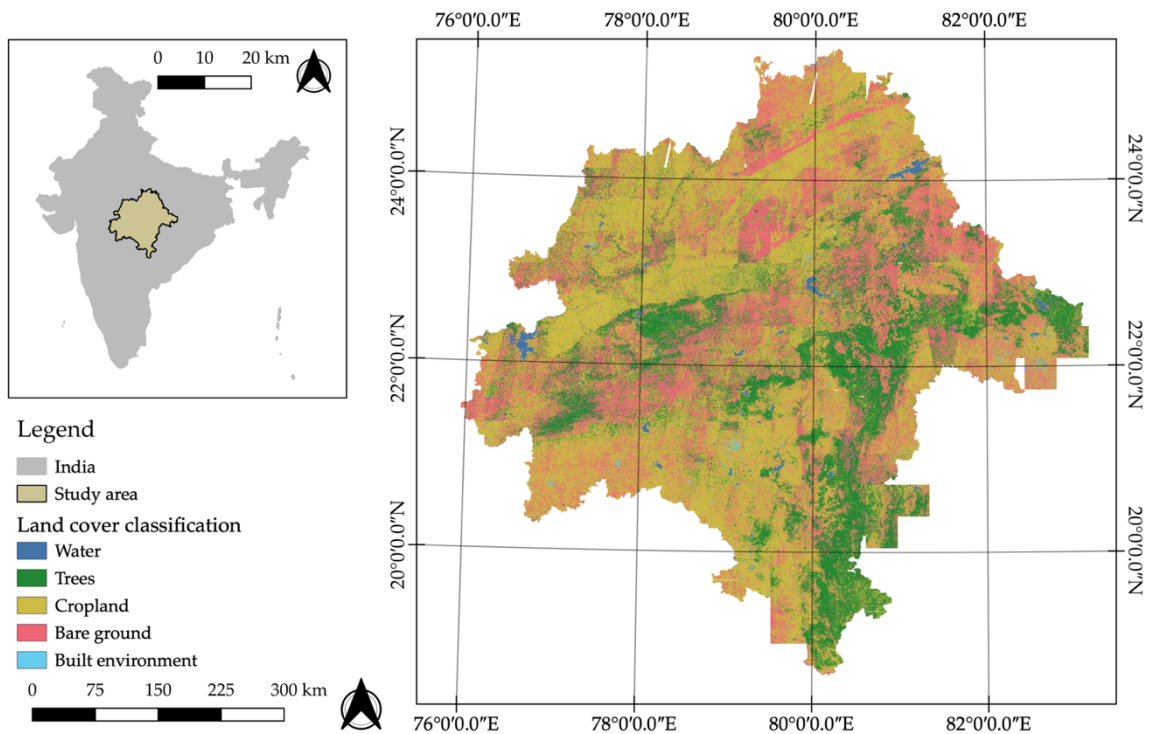 76°0′0.0″E 78°0′0.0″E 80°0′0.0″E 82°0′0.0″E
0 10 20 km
24°0′0.0″N
24°0′0.0″N
22°0′0.0″N
22°0′0.0″N
20°0′0.0″N
20°0′0.0″N
Legend
India
Study area
Land cover classification
Water
Trees
Cropland
Bare ground
Built environment
0 75 150 225 300 km
76°0′0.0″E 78°0′0.0″E 80°0′0.0″E 82°0′0.0″E